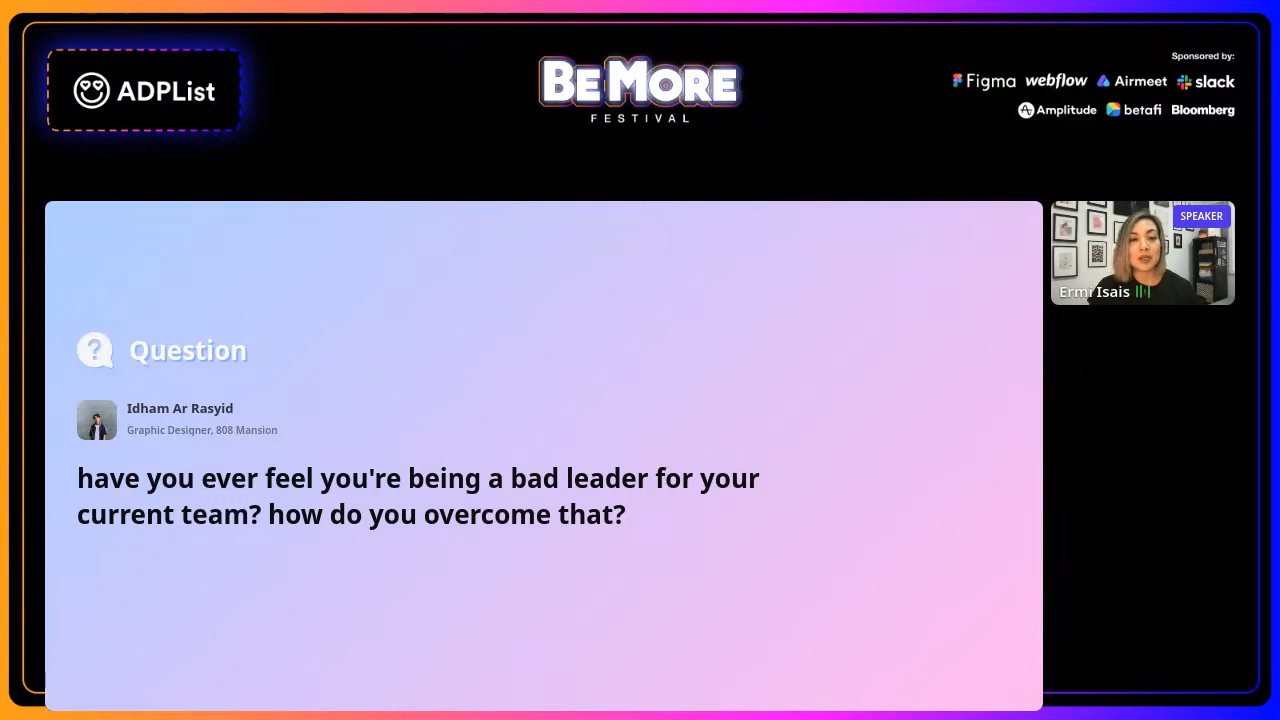 ADPList
BE MORE
FESTIVAL
Sponsored by:
Figma webflow Airmeet slack
Amplitude betafi Bloomberg
SPEAKER
Ermi Isais
Question
Idham Ar Rasyid
Graphic Designer, 808 Mansion
have you ever feel you're being a bad leader for your
current team? how do you overcome that?